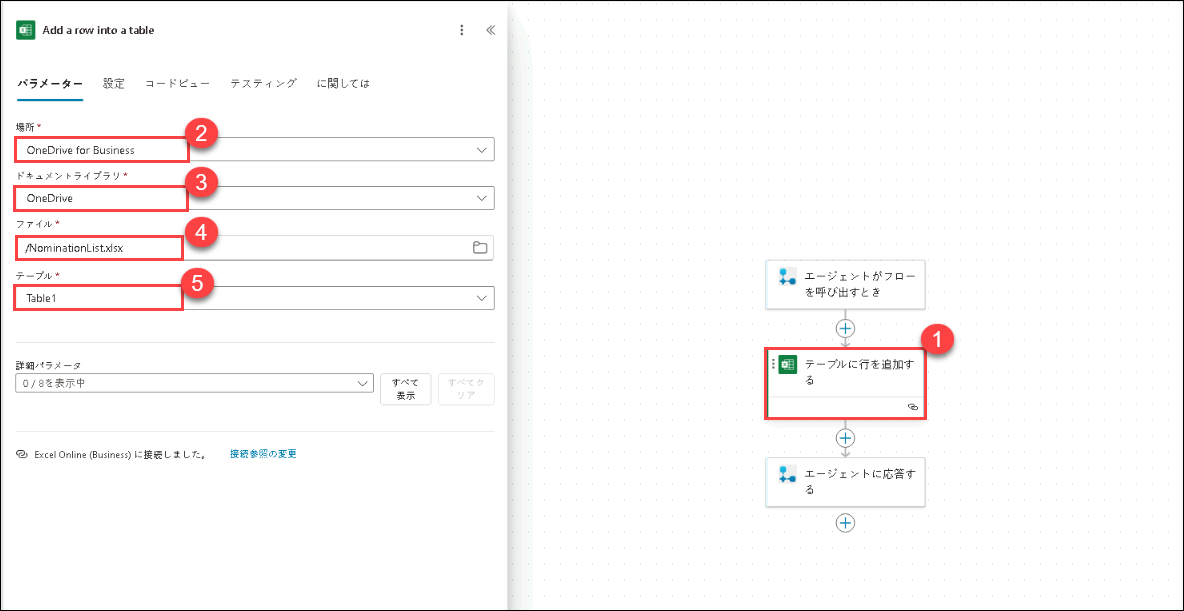 Add a row into a table
パラメーター 設定 コードビュー テスティング に関しては
場所 *
OneDrive for Business
2
ドキュメントライブラリ *
OneDrive
3
ファイル *
/NominationList.xlsx
4
テーブル *
Table1
5
詳細パラメータ
0 / 8を表示中
すべて
表示
すべてク
リア
Excel Online (Business) に接続しました。 接続参照の変更
エージェントがフロー
を呼び出すとき
1
テーブルに行を追加す
る
エージェントに応答す
る